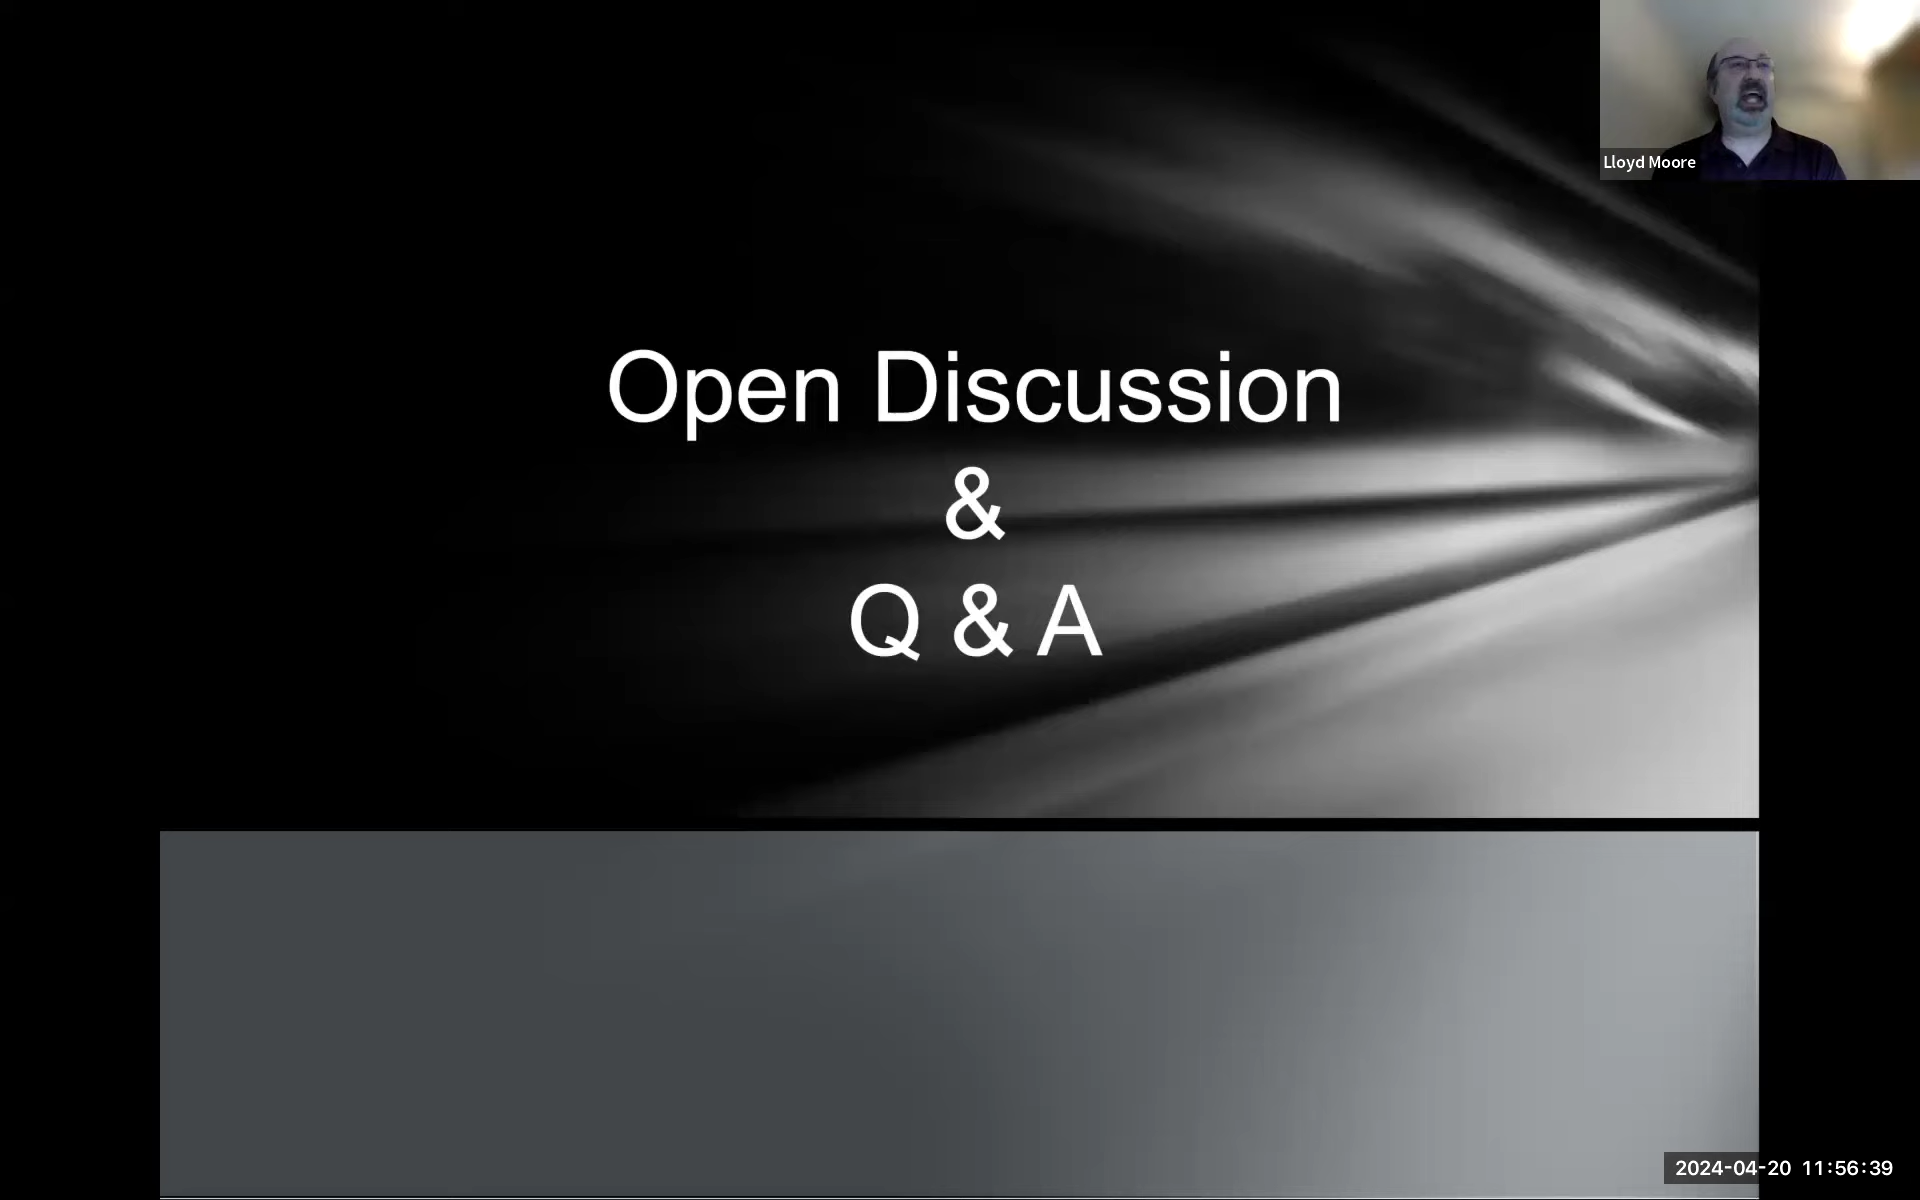 Lloyd Moore
Open Discussion
&
Q & A
2024-04-20 11:56:39